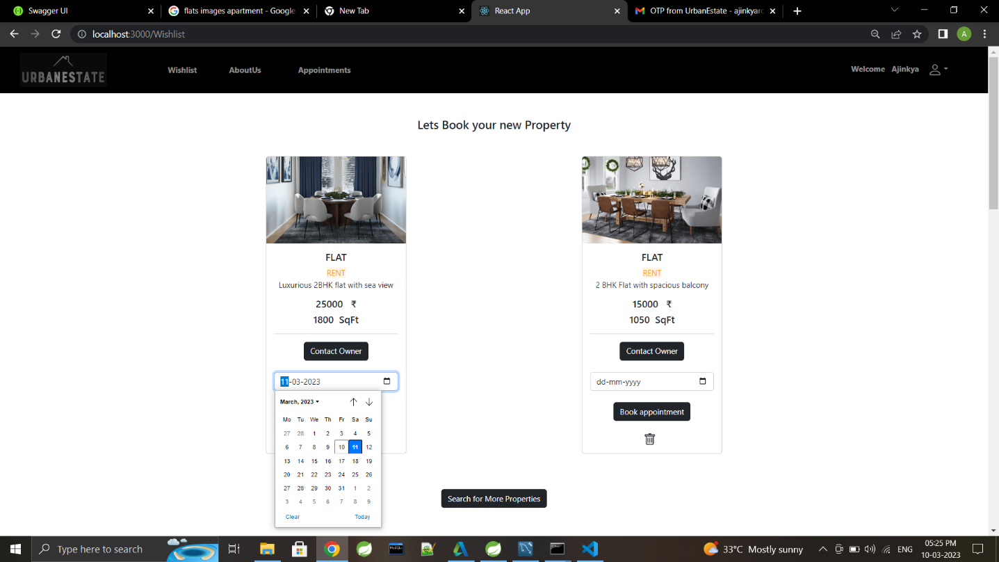 Swagger UI
flats images apartment - Google
New Tab
React App
OTP from UrbanEstate - ajinkyar
localhost:3000/Wishlist
A
URBANESTATE
Wishlist
AboutUs
Appointments
Welcome Ajinkya
Lets Book your new Property
FLAT
RENT
Luxurious 2BHK flat with sea view
25000 ₹
1800 SqFt
Contact Owner
11-03-2023
March, 2023
Mo Tu We Th Fr Sa Su
27 28 1 2 3 4 5
6 7 8 9 10 11 12
13 14 15 16 17 18 19
20 21 22 23 24 25 26
27 28 29 30 31 1 2
3 4 5 6 7 8 9
Clear Today
FLAT
RENT
2 BHK Flat with spacious balcony
15000 ₹
1050 SqFt
Contact Owner
dd-mm-yyyy
Book appointment
Search for More Properties
Type here to search
33°C Mostly sunny
ENG
05:25 PM
10-03-2023